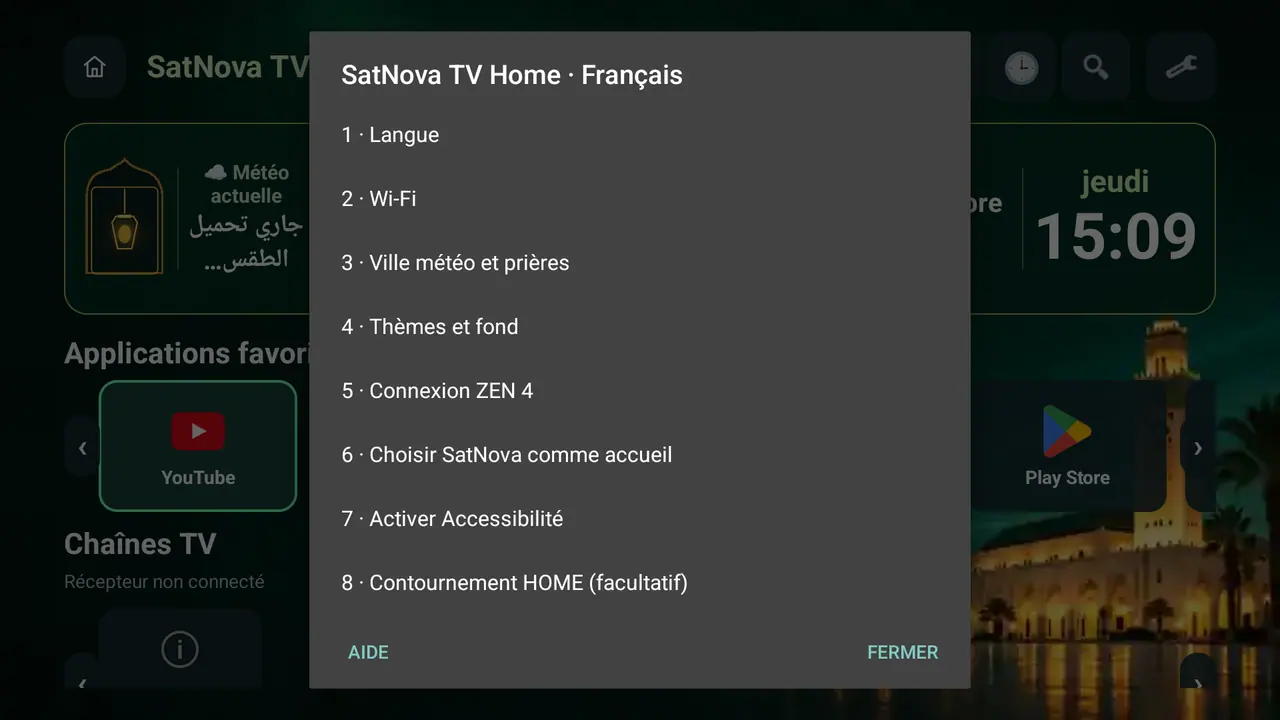 SatNova TV
SatNova TV Home · Français
1 · Langue
2 · Wi-Fi
3 · Ville météo et prières
4 · Thèmes et fond
5 · Connexion ZEN 4
6 · Choisir SatNova comme accueil
7 · Activer Accessibilité
8 · Contournement HOME (facultatif)
AIDE
FERMER
Météo
actuelle
جاري تحميل
الطقس...
jeudi
15:09
Applications favori
YouTube
Play Store
Chaînes TV
Récepteur non connecté